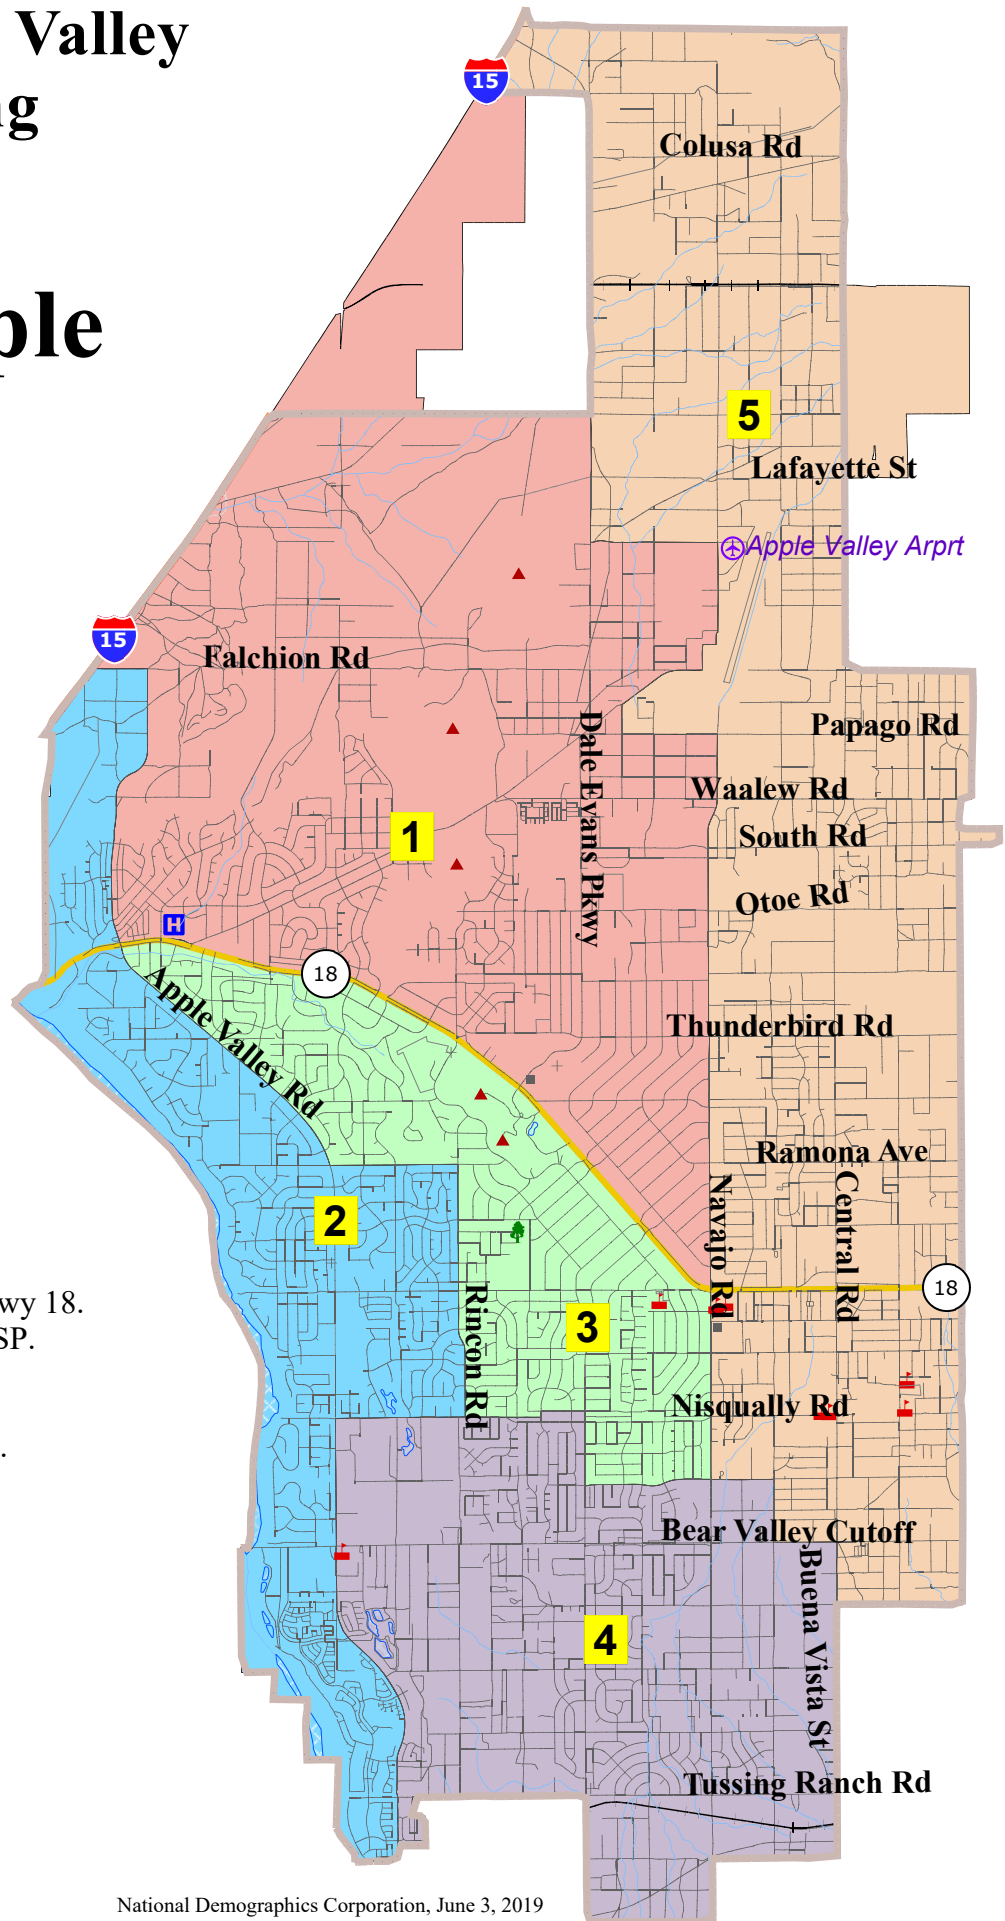 Valley
15
ng
Colusa Rd
ple
5
Lafayette St
Apple Valley Arprt
15
Falchion Rd
Dale Evans Pkwy
Papago Rd
Waalew Rd
1
South Rd
Otoe Rd
H
18
Apple Valley Rd
Thunderbird Rd
Ramona Ave
Navajo Rd
Central Rd
2
18
wy 18.
Rincon Rd
3
SP.
Nisqually Rd
.
Bear Valley Cutoff
Buena Vista St
4
Tussing Ranch Rd
National Demographics Corporation, June 3, 2019